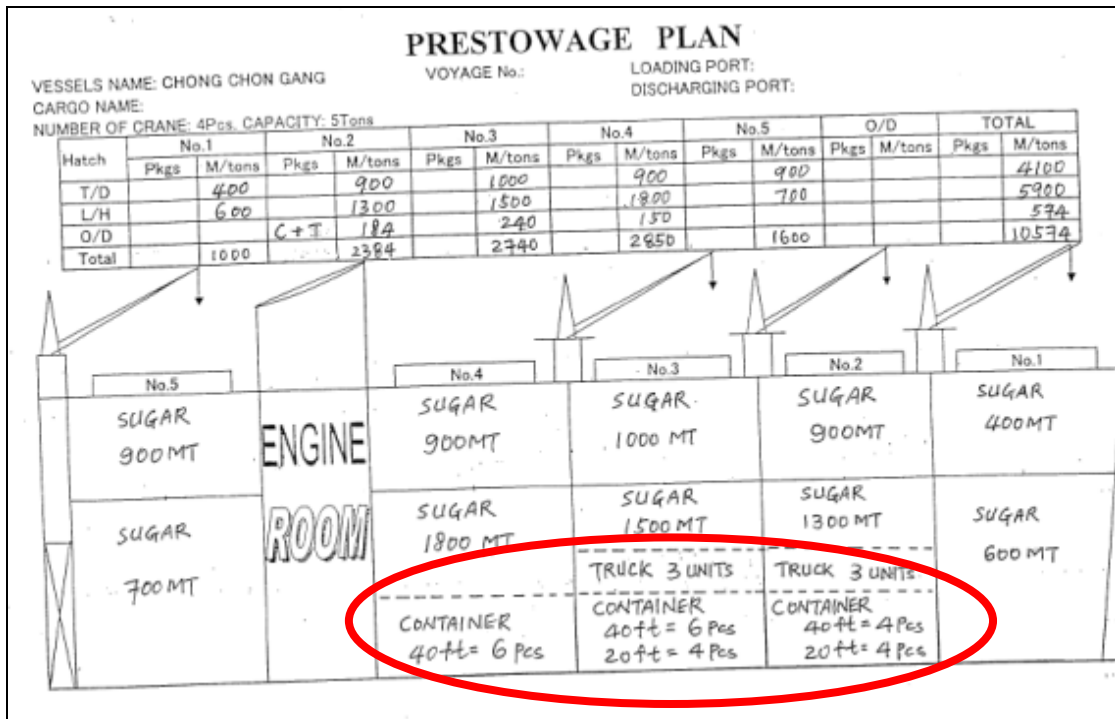 PRESTOWAGE PLAN
VESSELS NAME: CHONG CHON GANG VOYAGE No.: LOADING PORT:
CARGO NAME: DISCHARGING PORT:
NUMBER OF CRANE: 4Pcs. CAPACITY: 5Tons
Hatch No.1 No.2 No.3 No.4 No.5 O/D TOTAL
Pkgs M/tons Pkgs M/tons Pkgs M/tons Pkgs M/tons Pkgs M/tons Pkgs M/tons Pkgs M/tons
T/D 400 900 1000 900 900 4100
L/H 600 1300 1500 1800 700 5900
O/D C+T 184 240 150 574
Total 1000 2384 2740 2850 1600 10574
No.5 No.4 No.3 No.2 No.1
SUGAR ENGINE SUGAR SUGAR SUGAR SUGAR
900MT 900MT 1000 MT 900MT 400MT
SUGAR ROOM SUGAR SUGAR SUGAR SUGAR
700MT 1800 MT 1500 MT 1300 MT 600 MT
TRUCK 3 UNITS TRUCK 3 UNITS
CONTAINER CONTAINER CONTAINER
40ft= 6 Pcs 40ft= 6 Pcs 40ft= 4 Pcs
20ft= 4 Pcs 20ft= 4 Pcs